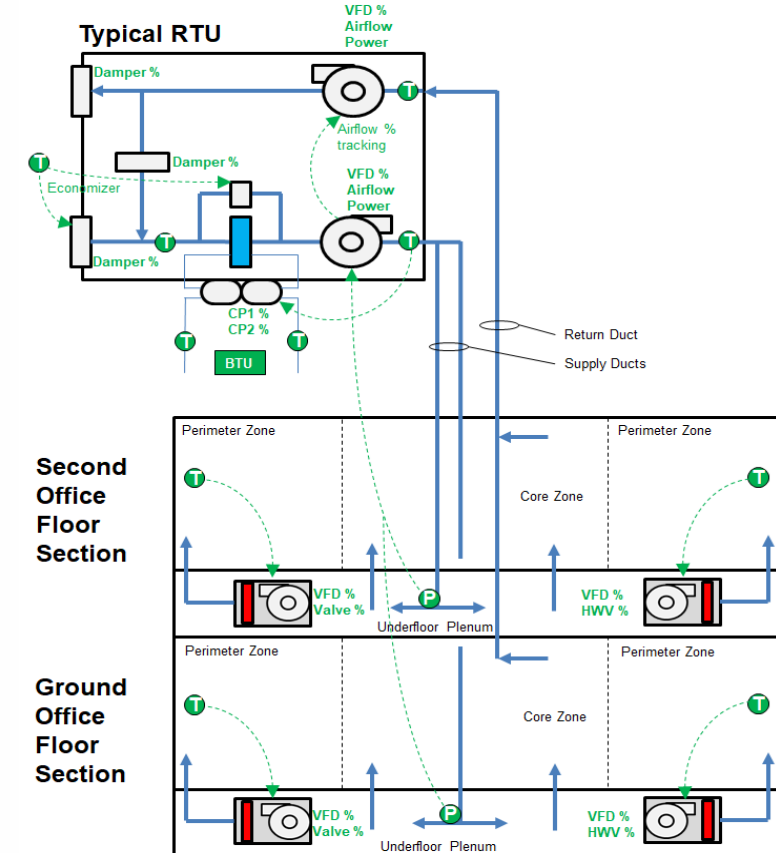 Typical RTU
VFD %
Airflow
Power
Damper %
T
Airflow %
tracking
T
Damper %
Economizer
VFD %
Airflow
Power
T
T
Damper %
CP1 %
CP2 %
T
T
BTU
Return Duct
Supply Ducts
Second
Office
Floor
Section
Perimeter Zone
Perimeter Zone
T
T
Core Zone
VFD %
Valve %
P
VFD %
HWV %
Underfloor Plenum
Ground
Office
Floor
Section
Perimeter Zone
Perimeter Zone
T
T
Core Zone
VFD %
Valve %
P
VFD %
HWV %
Underfloor Plenum